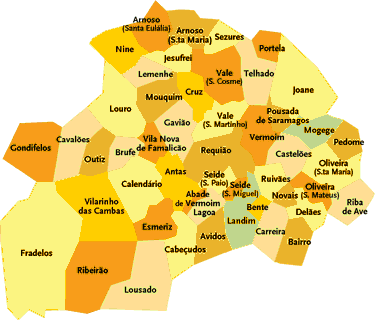 Arnoso
(Santa Eulália)
Arnoso
(S.ta Maria)
Sezures
Portela
Nine
Jesufrei
Lemenhe
Vale
(S. Cosme)
Telhado
Joane
Louro
Mouquim
Cruz
Gavião
Vale
(S. Martinho)
Pousada
de Saramagos
Mogege
Vermoim
Pedome
Gondifelos
Cavalões
Outiz
Brufe
Vila Nova
de Famalicão
Requião
Castelões
Oliveira
(S.ta Maria)
Calendário
Antas
Seide
(S. Paio)
Seide
(S. Miguel)
Ruivães
Novais
Oliveira
(S. Mateus)
Vilarinho
das Cambas
Abade
de Vermoim
Lagoa
Bente
Delães
Riba
de Ave
Landim
Esmeriz
Carreira
Bairro
Avidos
Cabeçudos
Fradelos
Ribeirão
Lousado